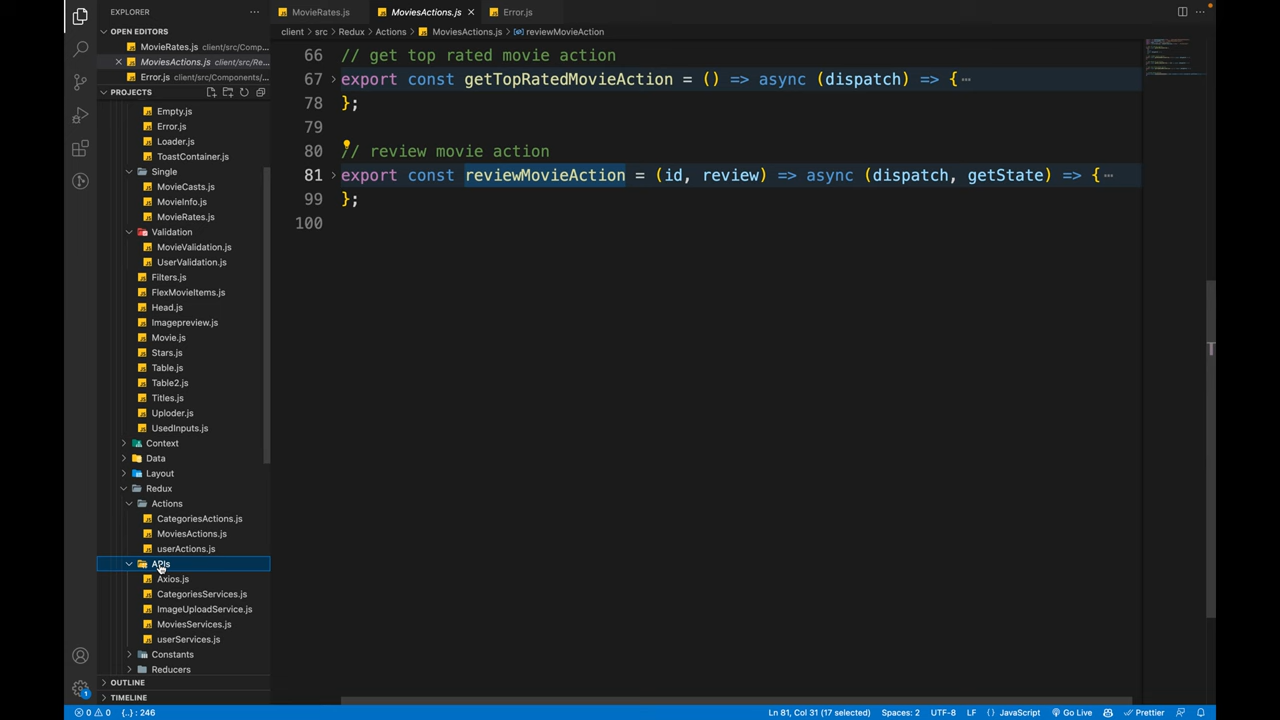 EXPLORER
OPEN EDITORS
MovieRates.js client/src/Comp...
MoviesActions.js client/src/Re...
Error.js client/src/Components/...
PROJECTS
Empty.js
Error.js
Loader.js
ToastContainer.js
Single
MovieCasts.js
MovieInfo.js
MovieRates.js
Validation
MovieValidation.js
UserValidation.js
Filters.js
FlexMovieItems.js
Head.js
Imagepreview.js
Movie.js
Stars.js
Table.js
Table2.js
Titles.js
Uploder.js
UsedInputs.js
Context
Data
Layout
Redux
Actions
CategoriesActions.js
MoviesActions.js
userActions.js
APIs
Axios.js
CategoriesServices.js
ImageUploadService.js
MoviesServices.js
userServices.js
Constants
Reducers
OUTLINE
TIMELINE
MovieRates.js MoviesActions.js Error.js
client > src > Redux > Actions > MoviesActions.js > reviewMovieAction
66 // get top rated movie action
67 export const getTopRatedMovieAction = () => async (dispatch) => {...
78 };
79
80 // review movie action
81 export const reviewMovieAction = (id, review) => async (dispatch, getState) => {...
99 };
100
1
0 0 {..} : 246 Ln 81, Col 31 (17 selected) Spaces: 2 UTF-8 LF {} JavaScript Go Live Prettier